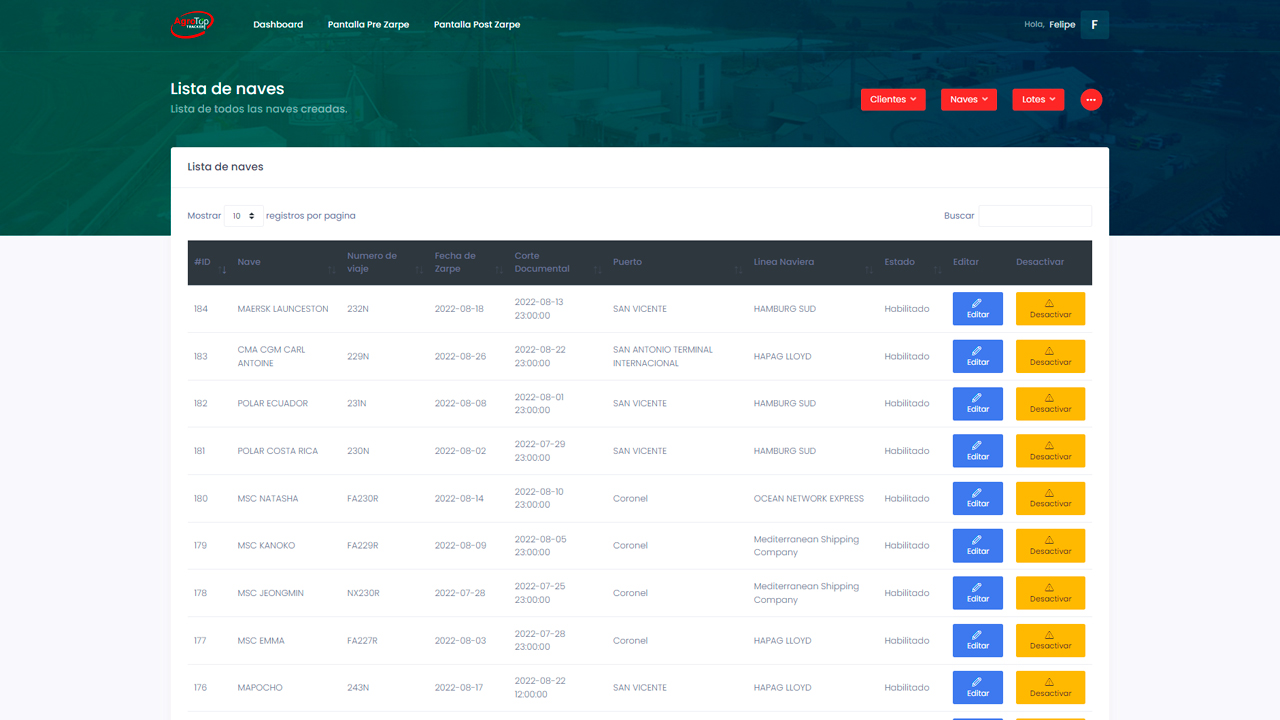 AgroTop
TRACKER
Dashboard
Pantalla Pre Zarpe
Pantalla Post Zarpe
Hola, Felipe
F
Lista de naves
Lista de todos las naves creadas.
Clientes
Naves
Lotes
Lista de naves
Mostrar 10 registros por pagina
Buscar
#ID Nave Numero de viaje Fecha de Zarpe Corte Documental Puerto Linea Naviera Estado Editar Desactivar
184 MAERSK LAUNCESTON 232N 2022-08-18 2022-08-13 23:00:00 SAN VICENTE HAMBURG SUD Habilitado Editar Desactivar
183 CMA CGM CARL ANTOINE 229N 2022-08-26 2022-08-22 23:00:00 SAN ANTONIO TERMINAL INTERNACIONAL HAPAG LLOYD Habilitado Editar Desactivar
182 POLAR ECUADOR 231N 2022-08-08 2022-08-01 23:00:00 SAN VICENTE HAMBURG SUD Habilitado Editar Desactivar
181 POLAR COSTA RICA 230N 2022-08-02 2022-07-29 23:00:00 SAN VICENTE HAMBURG SUD Habilitado Editar Desactivar
180 MSC NATASHA FA230R 2022-08-14 2022-08-10 23:00:00 Coronel OCEAN NETWORK EXPRESS Habilitado Editar Desactivar
179 MSC KANOKO FA229R 2022-08-09 2022-08-05 23:00:00 Coronel Mediterranean Shipping Company Habilitado Editar Desactivar
178 MSC JEONGMIN NX230R 2022-07-28 2022-07-25 23:00:00 Coronel Mediterranean Shipping Company Habilitado Editar Desactivar
177 MSC EMMA FA227R 2022-08-03 2022-07-28 23:00:00 Coronel HAPAG LLOYD Habilitado Editar Desactivar
176 MAPOCHO 243N 2022-08-17 2022-08-22 12:00:00 SAN VICENTE HAPAG LLOYD Habilitado Editar Desactivar